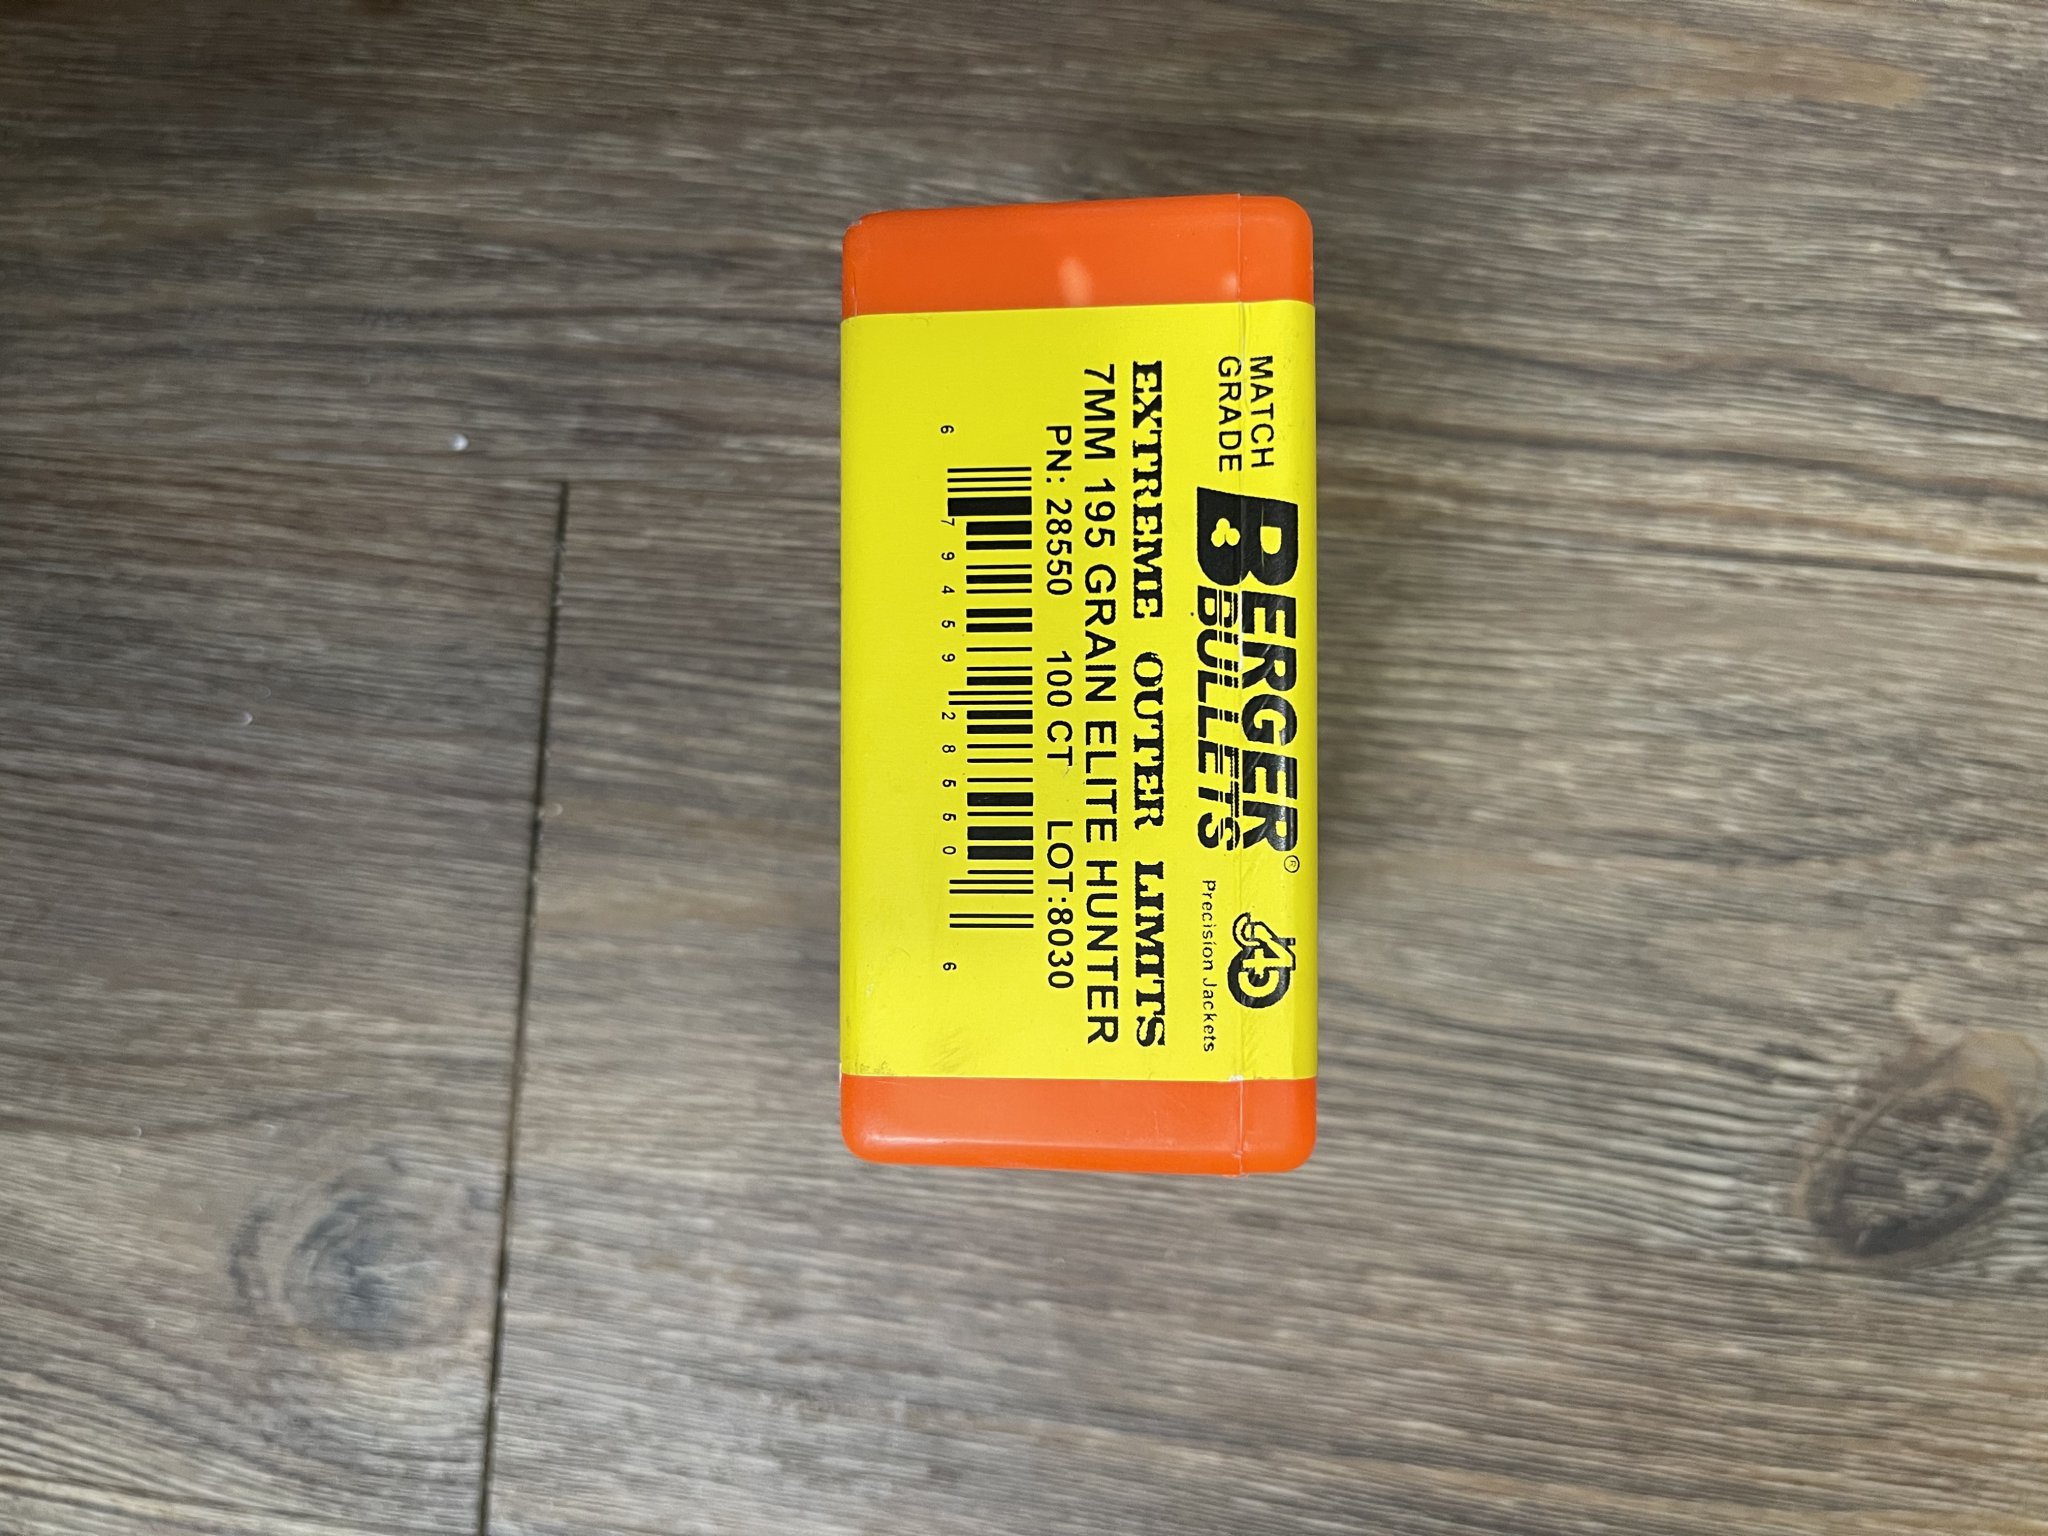 MATCH
GRADE
BERGER®
BULLETS
J4
Precision Jackets
EXTREME OUTER LIMITS
7MM 195 GRAIN ELITE HUNTER
PN: 28550 100 CT LOT:8030
6 79459 28550 6